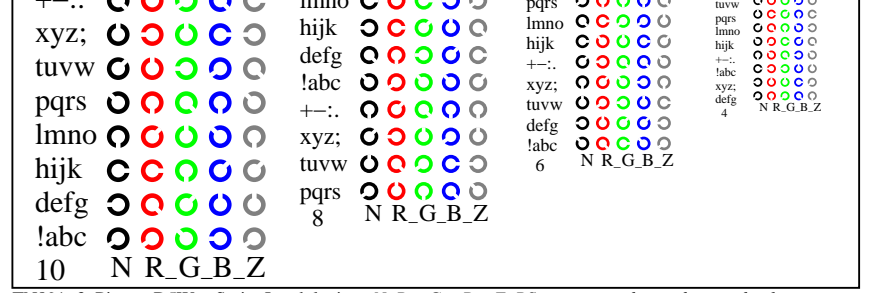 +−:.
xyz;
tuvw
pqrs
lmno
hijk
defg
!abc
10 N R_G_B_Z
lmno
hijk
defg
!abc
+−:.
xyz;
tuvw
pqrs
8 N R_G_B_Z
pqrs
lmno
hijk
+−:.
xyz;
tuvw
defg
!abc
6 N R_G_B_Z
tuvw
pqrs
lmno
hijk
+−:.
!abc
xyz;
defg
4 N R_G_B_Z